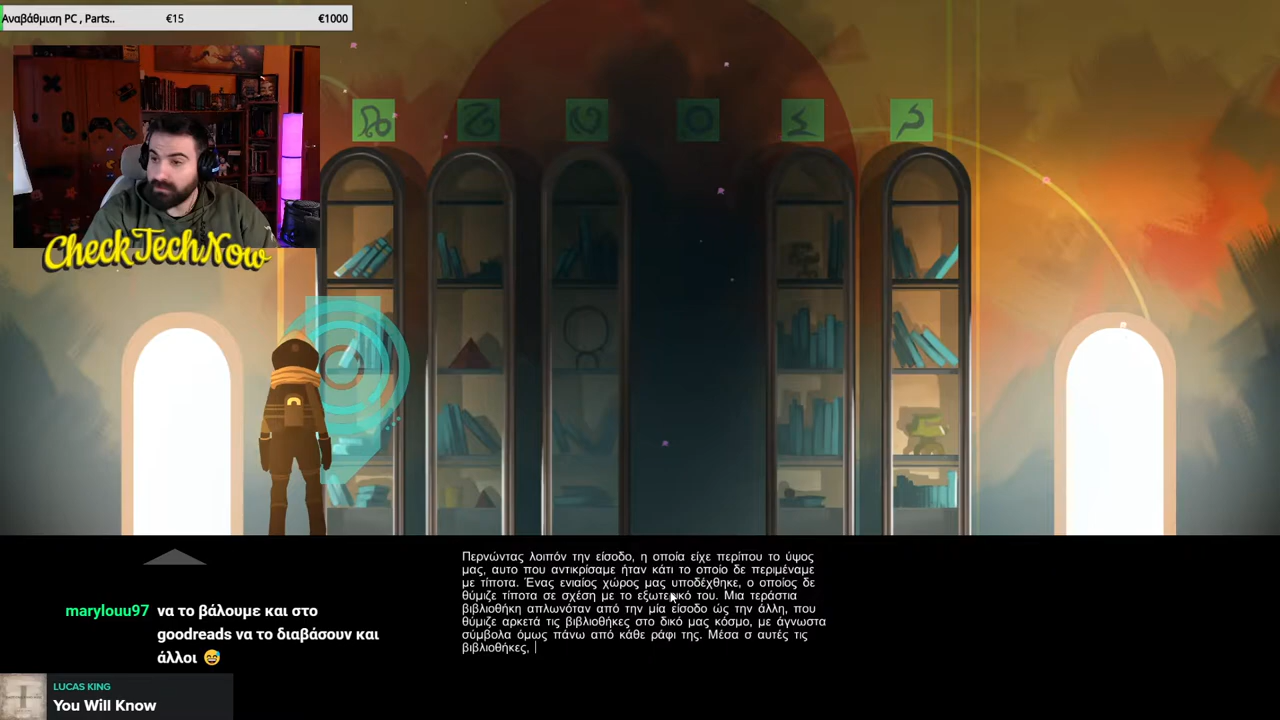 Αναβάθμιση PC , Parts..
€15
€1000
CheckTechNow
Περνώντας λοιπόν την είσοδο, η οποία είχε περίπου το ύψος
μας, αυτο που αντικρίσαμε ήταν κάτι το οποίο δε περιμέναμε
με τίποτα. Ένας ενιαίος χώρος μας υποδέχθηκε, ο οποίος δε
θύμιζε τίποτα σε σχέση με το εξωτερικό του. Μια τεράστια
βιβλιοθήκη απλωνόταν από την μία είσοδο ώς την άλλη, που
θύμιζε αρκετά τις βιβλιοθήκες στο δικό μας κόσμο, με άγνωστα
σύμβολα όμως πάνω από κάθε ράφι της. Μέσα σ αυτές τις
βιβλιοθήκες,
marylouu97 να το βάλουμε και στο
goodreads να το διαβάσουν και
άλλοι 😅
LUCAS KING
You Will Know